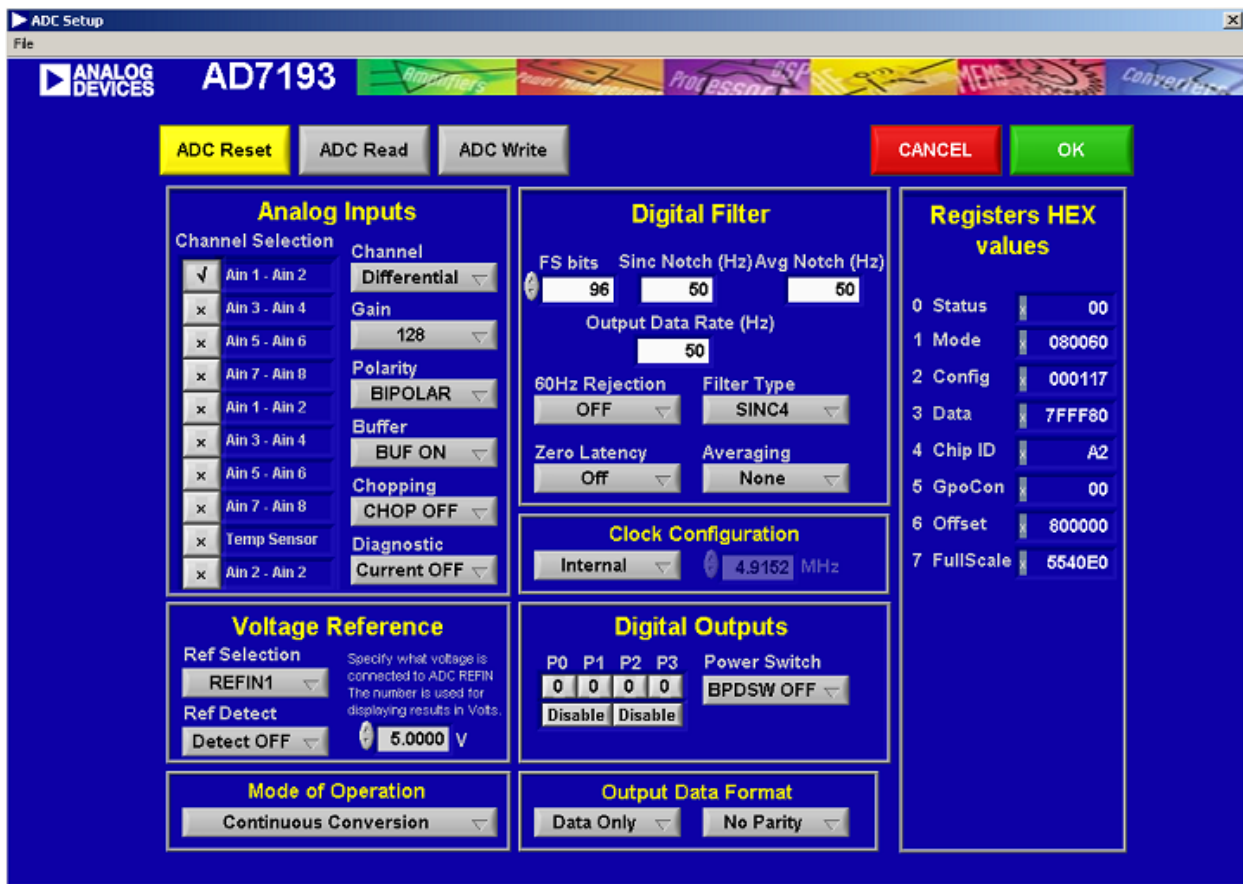 ADC Setup
File
ANALOG DEVICES
AD7193
Amplifiers Power Management Processors DSP RF MEMS Converters
ADC Reset ADC Read ADC Write CANCEL OK
Analog Inputs
Channel Selection
√ Ain 1 - Ain 2
x Ain 3 - Ain 4
x Ain 5 - Ain 6
x Ain 7 - Ain 8
x Ain 1 - Ain 2
x Ain 3 - Ain 4
x Ain 5 - Ain 6
x Ain 7 - Ain 8
x Temp Sensor
x Ain 2 - Ain 2
Channel
Differential
Gain
128
Polarity
BIPOLAR
Buffer
BUF ON
Chopping
CHOP OFF
Diagnostic
Current OFF
Digital Filter
FS bits Sinc Notch (Hz) Avg Notch (Hz)
96 50 50
Output Data Rate (Hz)
50
60Hz Rejection Filter Type
OFF SINC4
Zero Latency Averaging
Off None
Clock Configuration
Internal 4.9152 MHz
Registers HEX
values
0 Status x 00
1 Mode x 080060
2 Config x 000117
3 Data x 7FFF80
4 Chip ID x A2
5 GpoCon x 00
6 Offset x 800000
7 FullScale x 5540E0
Voltage Reference
Ref Selection
REFIN1
Ref Detect
Detect OFF
Specify what voltage is
connected to ADC REFIN
The number is used for
displaying results in Volts.
5.0000 V
Digital Outputs
P0 P1 P2 P3 Power Switch
0 0 0 0 BPDSW OFF
Disable Disable
Mode of Operation
Continuous Conversion
Output Data Format
Data Only No Parity